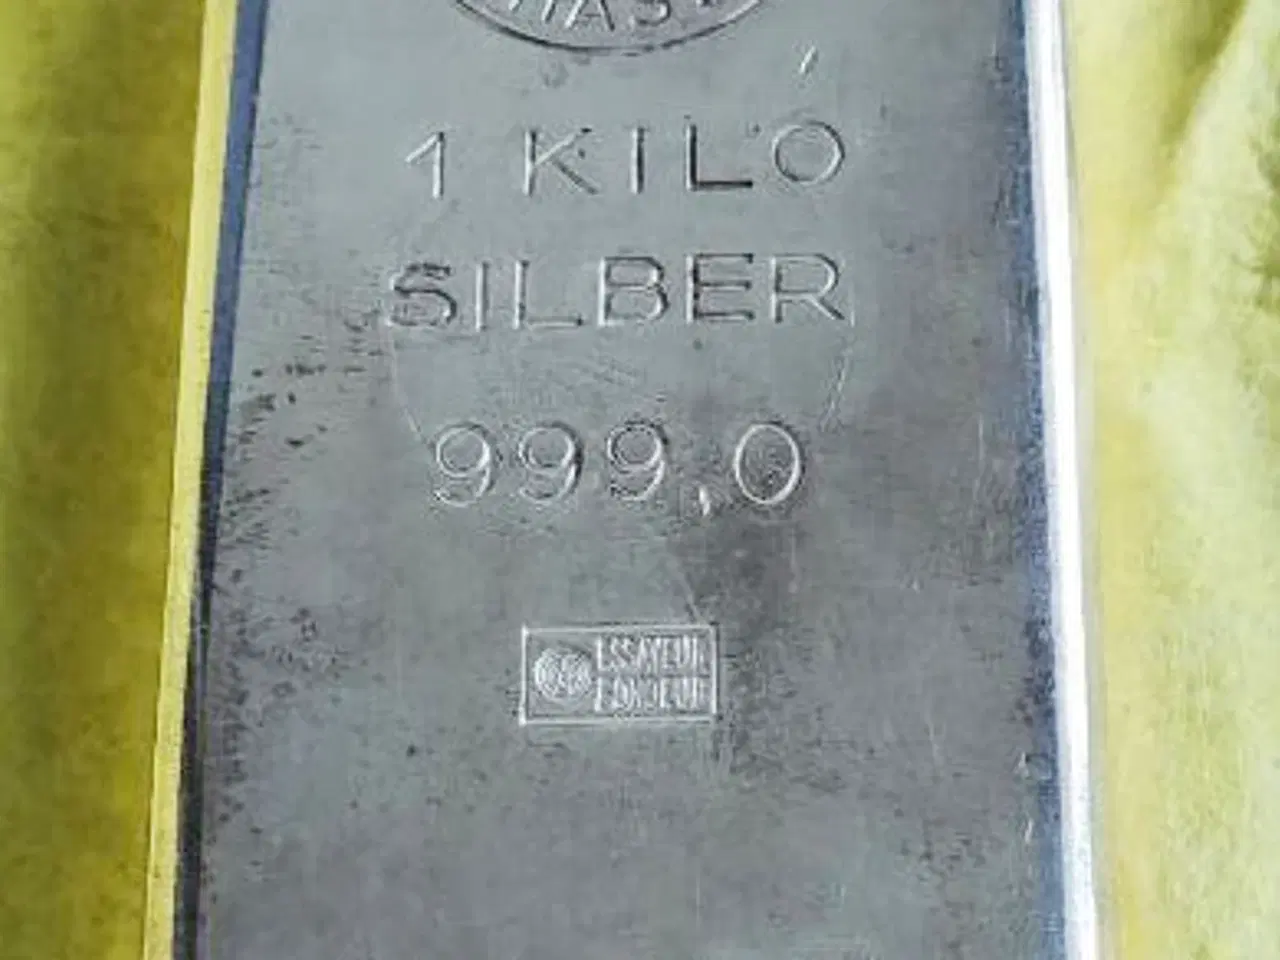 1 KILO
SILBER
999,0
ESSAYEUR
FONDEUR